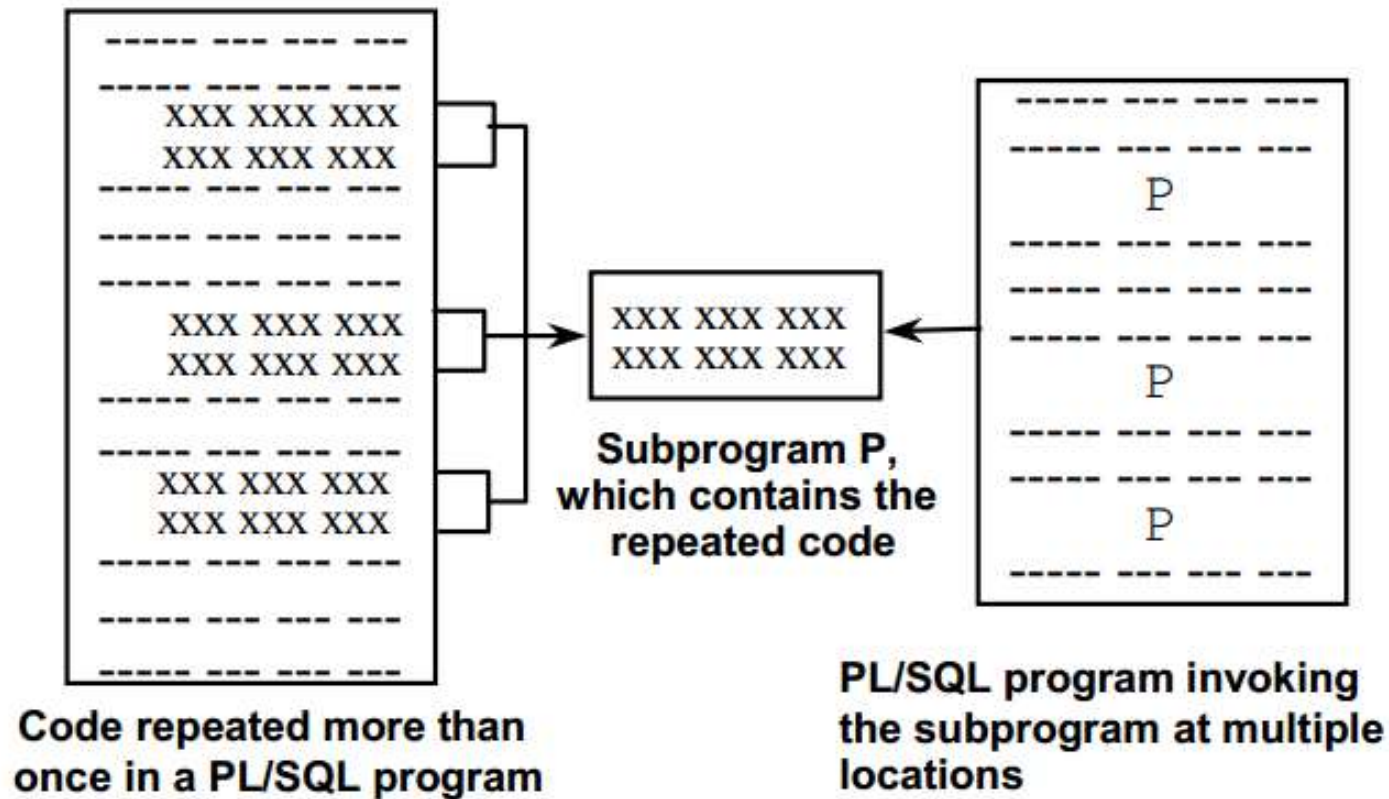 ----- --- --- ---
----- --- --- ---
XXX XXX XXX
XXX XXX XXX
----- --- --- ---
----- --- --- ---
----- --- --- ---
XXX XXX XXX
XXX XXX XXX
----- --- --- ---
----- --- --- ---
XXX XXX XXX
XXX XXX XXX
----- --- --- ---
----- --- --- ---
----- --- --- ---
Code repeated more than
once in a PL/SQL program
XXX XXX XXX
XXX XXX XXX
Subprogram P,
which contains the
repeated code
----- --- --- ---
----- --- --- ---
P
----- --- --- ---
----- --- --- ---
----- --- --- ---
P
----- --- --- ---
----- --- --- ---
P
----- --- --- ---
PL/SQL program invoking
the subprogram at multiple
locations